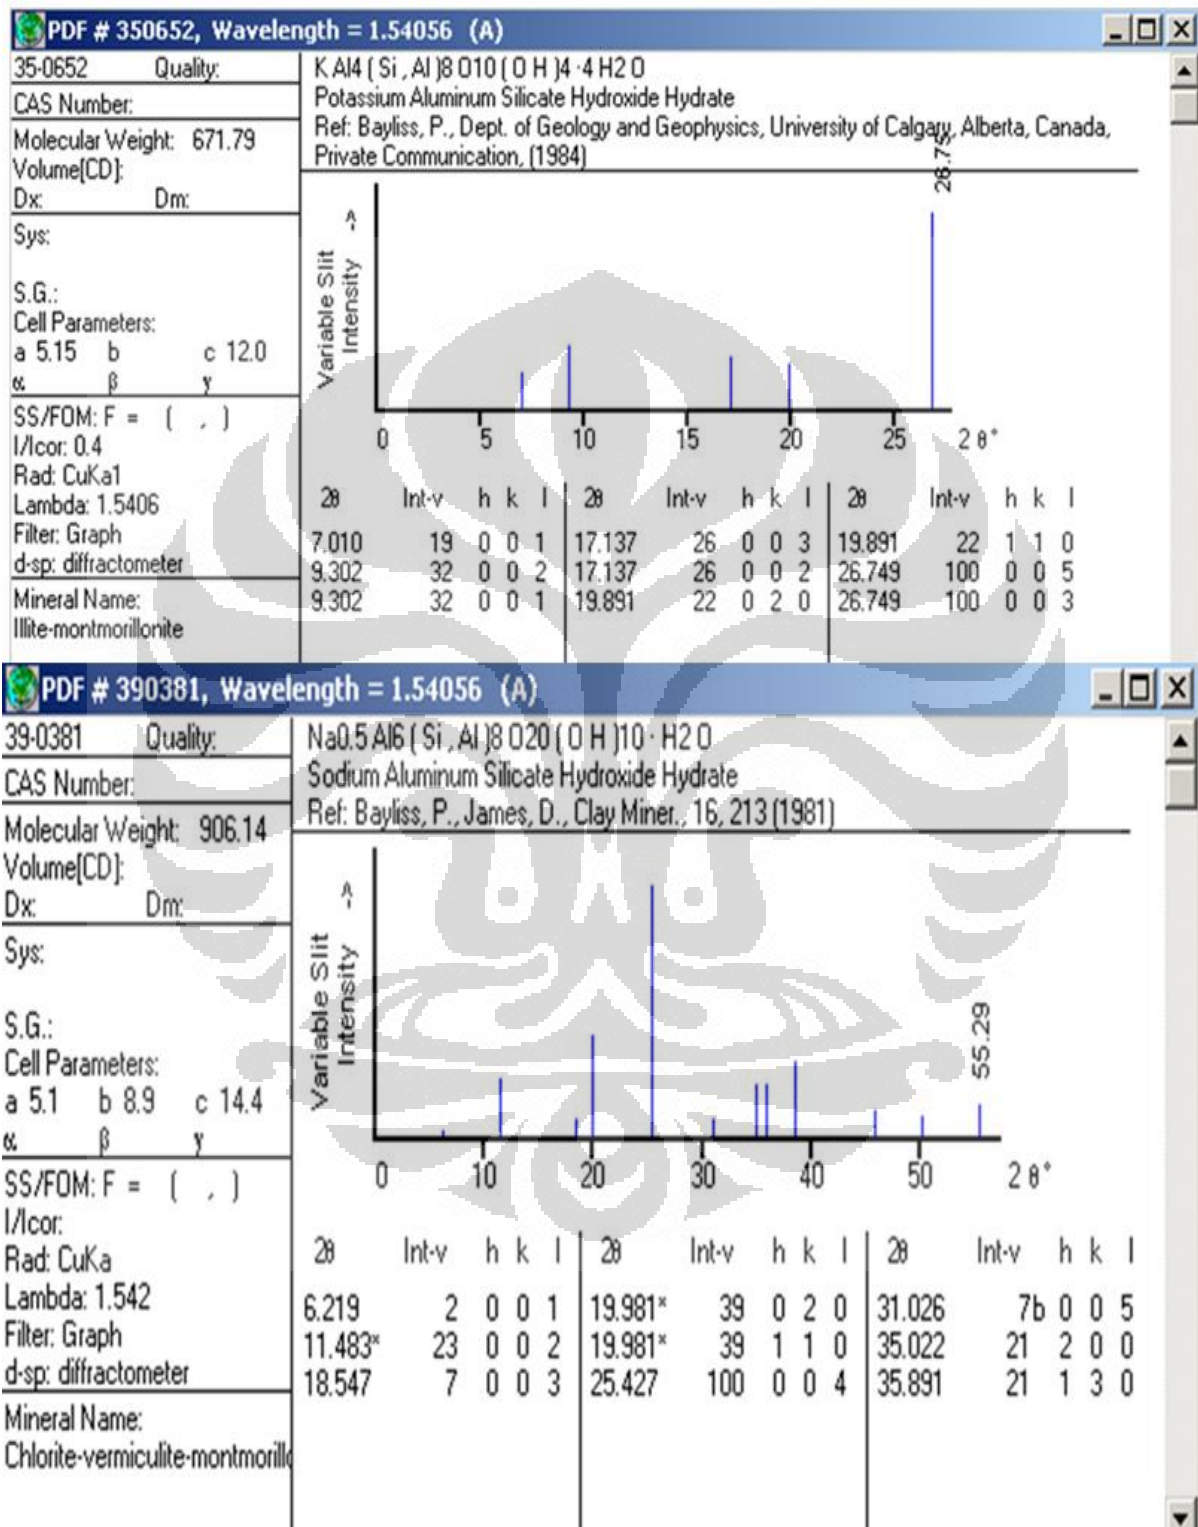 PDF # 350652, Wavelength = 1.54056 (A)
35-0652 Quality:
CAS Number:
Molecular Weight: 671.79
Volume[CD]:
Dx: Dm:
Sys:
S.G.:
Cell Parameters:
a 5.15 b c 12.0
α β γ
SS/FOM: F = ( , )
I/Icor: 0.4
Rad: CuKa1
Lambda: 1.5406
Filter: Graph
d-sp: diffractometer
Mineral Name:
Illite-montmorillonite
K Al4 ( Si , Al )8 O10 ( O H )4 ·4 H2 O
Potassium Aluminum Silicate Hydroxide Hydrate
Ref: Bayliss, P., Dept. of Geology and Geophysics, University of Calgary, Alberta, Canada,
Private Communication, (1984)
26.75
Variable Slit
Intensity ->
0 5 10 15 20 25 2 θ°
2θ Int-v h k l 2θ Int-v h k l 2θ Int-v h k l
7.010 19 0 0 1 17.137 26 0 0 3 19.891 22 1 1 0
9.302 32 0 0 2 17.137 26 0 0 2 26.749 100 0 0 5
9.302 32 0 0 1 19.891 22 0 2 0 26.749 100 0 0 3
PDF # 390381, Wavelength = 1.54056 (A)
39-0381 Quality:
CAS Number:
Molecular Weight: 906.14
Volume[CD]:
Dx: Dm:
Sys:
S.G.:
Cell Parameters:
a 5.1 b 8.9 c 14.4
α β γ
SS/FOM: F = ( , )
I/Icor:
Rad: CuKa
Lambda: 1.542
Filter: Graph
d-sp: diffractometer
Mineral Name:
Chlorite-vermiculite-montmorillo
Na0.5 Al6 ( Si , Al )8 O20 ( O H )10 · H2 O
Sodium Aluminum Silicate Hydroxide Hydrate
Ref: Bayliss, P., James, D., Clay Miner., 16, 213 (1981)
55.29
Variable Slit
Intensity ->
0 10 20 30 40 50 2 θ°
2θ Int-v h k l 2θ Int-v h k l 2θ Int-v h k l
6.219 2 0 0 1 19.981* 39 0 2 0 31.026 7b 0 0 5
11.483* 23 0 0 2 19.981* 39 1 1 0 35.022 21 2 0 0
18.547 7 0 0 3 25.427 100 0 0 4 35.891 21 1 3 0